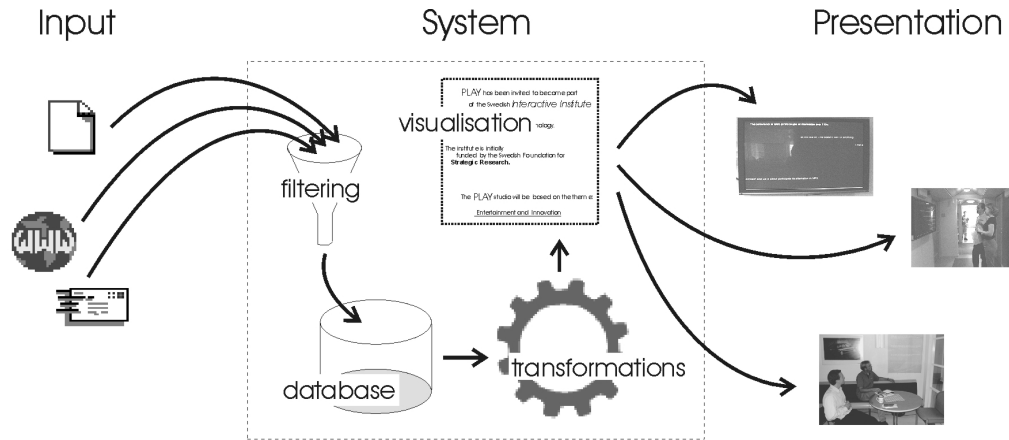 Input
System
Presentation
WWW
filtering
database
transformations
visualisation
PLAY has been invited to become part
of the Swedish Interactive Institute
nology.
The institute is initially
funded by the Swedish Foundation for
Strategic Research.
The PLAY studio will be based on the theme:
Entertainment and Innovation